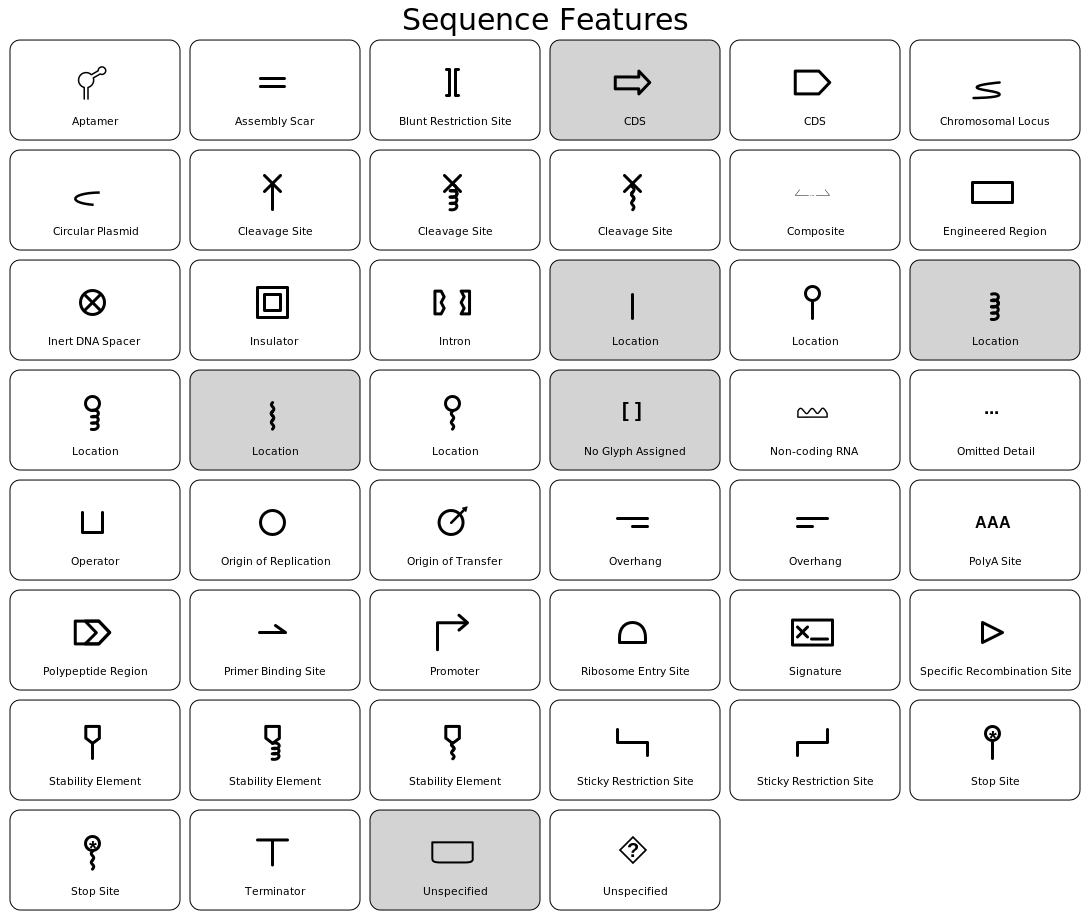 Sequence Features
Aptamer
Assembly Scar
Blunt Restriction Site
CDS
CDS
Chromosomal Locus
Circular Plasmid
Cleavage Site
Cleavage Site
Cleavage Site
Composite
Engineered Region
Inert DNA Spacer
Insulator
Intron
Location
Location
Location
Location
Location
Location
[ ]
No Glyph Assigned
Non-coding RNA
...
Omitted Detail
Operator
Origin of Replication
Origin of Transfer
Overhang
Overhang
AAA
PolyA Site
Polypeptide Region
Primer Binding Site
Promoter
Ribosome Entry Site
Signature
Specific Recombination Site
Stability Element
Stability Element
Stability Element
Sticky Restriction Site
Sticky Restriction Site
*
Stop Site
*
Stop Site
Terminator
Unspecified
?
Unspecified